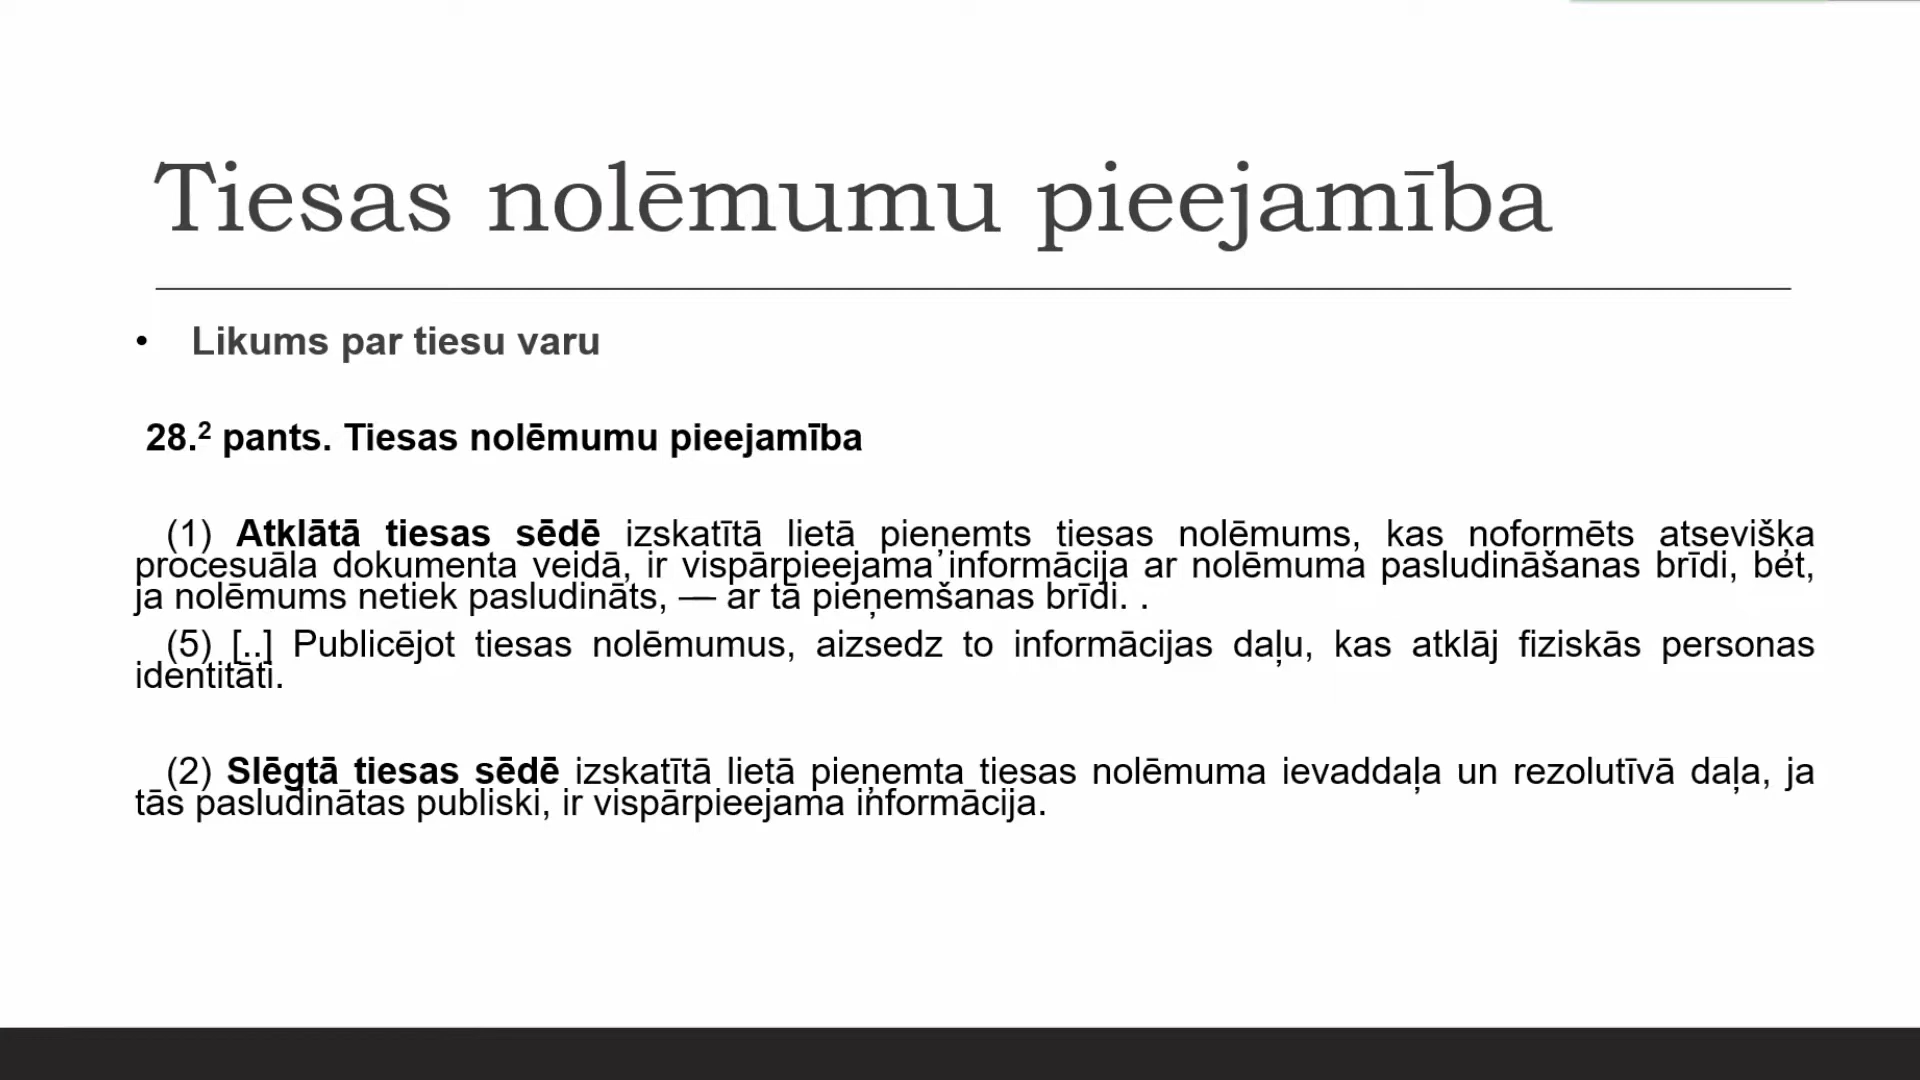 Tiesas nolēmumu pieejamība
• Likums par tiesu varu
28.² pants. Tiesas nolēmumu pieejamība
(1) Atklātā tiesas sēdē izskatītā lietā pieņemts tiesas nolēmums, kas noformēts atsevišķa
procesuāla dokumenta veidā, ir vispārpieejama informācija ar nolēmuma pasludināšanas brīdi, bet,
ja nolēmums netiek pasludināts, — ar tā pieņemšanas brīdi. .
(5) [..] Publicējot tiesas nolēmumus, aizsedz to informācijas daļu, kas atklāj fiziskās personas
identitāti.
(2) Slēgtā tiesas sēdē izskatītā lietā pieņemta tiesas nolēmuma ievaddaļa un rezolutīvā daļa, ja
tās pasludinātas publiski, ir vispārpieejama informācija.